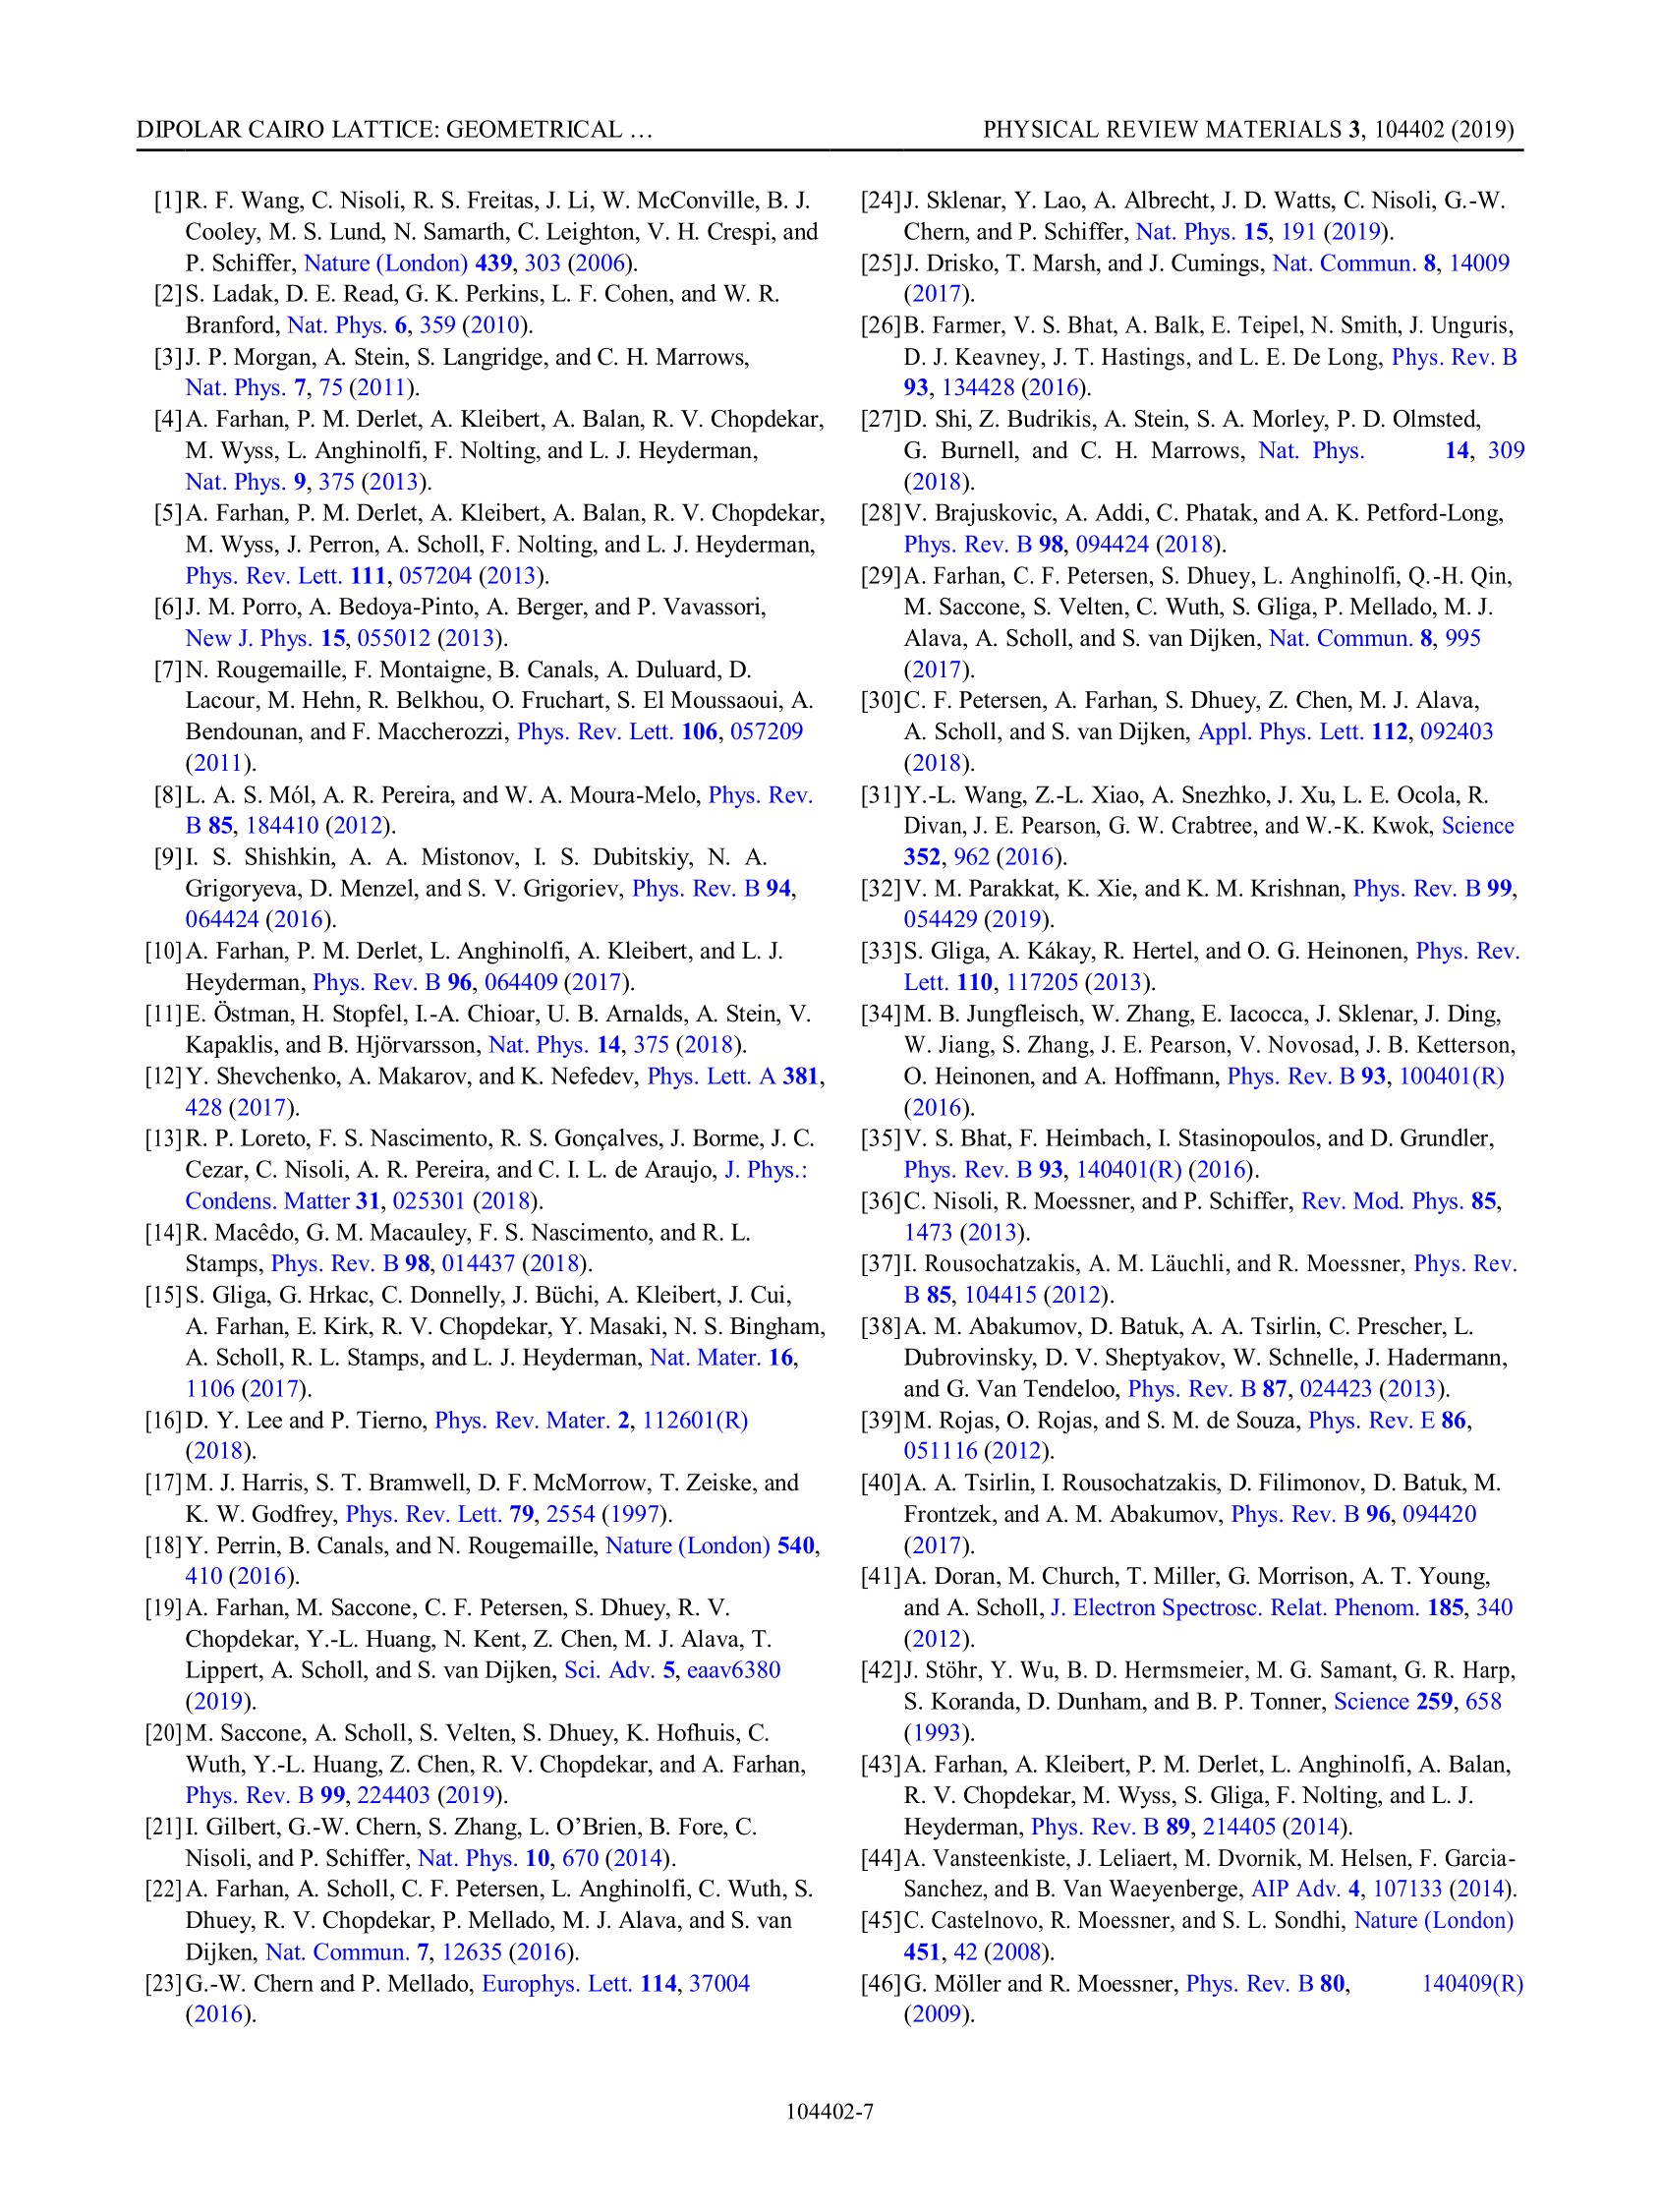 DIPOLAR CAIRO LATTICE: GEOMETRICAL …
PHYSICAL REVIEW MATERIALS 3, 104402 (2019)
[1] R. F. Wang, C. Nisoli, R. S. Freitas, J. Li, W. McConville, B. J.
Cooley, M. S. Lund, N. Samarth, C. Leighton, V. H. Crespi, and
P. Schiffer, Nature (London) 439, 303 (2006).
[2] S. Ladak, D. E. Read, G. K. Perkins, L. F. Cohen, and W. R.
Branford, Nat. Phys. 6, 359 (2010).
[3] J. P. Morgan, A. Stein, S. Langridge, and C. H. Marrows,
Nat. Phys. 7, 75 (2011).
[4] A. Farhan, P. M. Derlet, A. Kleibert, A. Balan, R. V. Chopdekar,
M. Wyss, L. Anghinolfi, F. Nolting, and L. J. Heyderman,
Nat. Phys. 9, 375 (2013).
[5] A. Farhan, P. M. Derlet, A. Kleibert, A. Balan, R. V. Chopdekar,
M. Wyss, J. Perron, A. Scholl, F. Nolting, and L. J. Heyderman,
Phys. Rev. Lett. 111, 057204 (2013).
[6] J. M. Porro, A. Bedoya-Pinto, A. Berger, and P. Vavassori,
New J. Phys. 15, 055012 (2013).
[7] N. Rougemaille, F. Montaigne, B. Canals, A. Duluard, D.
Lacour, M. Hehn, R. Belkhou, O. Fruchart, S. El Moussaoui, A.
Bendounan, and F. Maccherozzi, Phys. Rev. Lett. 106, 057209
(2011).
[8] L. A. S. Mól, A. R. Pereira, and W. A. Moura-Melo, Phys. Rev.
B 85, 184410 (2012).
[9] I. S. Shishkin, A. A. Mistonov, I. S. Dubitskiy, N. A.
Grigoryeva, D. Menzel, and S. V. Grigoriev, Phys. Rev. B 94,
064424 (2016).
[10] A. Farhan, P. M. Derlet, L. Anghinolfi, A. Kleibert, and L. J.
Heyderman, Phys. Rev. B 96, 064409 (2017).
[11] E. Östman, H. Stopfel, I.-A. Chioar, U. B. Arnalds, A. Stein, V.
Kapaklis, and B. Hjörvarsson, Nat. Phys. 14, 375 (2018).
[12] Y. Shevchenko, A. Makarov, and K. Nefedev, Phys. Lett. A 381,
428 (2017).
[13] R. P. Loreto, F. S. Nascimento, R. S. Gonçalves, J. Borme, J. C.
Cezar, C. Nisoli, A. R. Pereira, and C. I. L. de Araujo, J. Phys.:
Condens. Matter 31, 025301 (2018).
[14] R. Macêdo, G. M. Macauley, F. S. Nascimento, and R. L.
Stamps, Phys. Rev. B 98, 014437 (2018).
[15] S. Gliga, G. Hrkac, C. Donnelly, J. Büchi, A. Kleibert, J. Cui,
A. Farhan, E. Kirk, R. V. Chopdekar, Y. Masaki, N. S. Bingham,
A. Scholl, R. L. Stamps, and L. J. Heyderman, Nat. Mater. 16,
1106 (2017).
[16] D. Y. Lee and P. Tierno, Phys. Rev. Mater. 2, 112601(R)
(2018).
[17] M. J. Harris, S. T. Bramwell, D. F. McMorrow, T. Zeiske, and
K. W. Godfrey, Phys. Rev. Lett. 79, 2554 (1997).
[18] Y. Perrin, B. Canals, and N. Rougemaille, Nature (London) 540,
410 (2016).
[19] A. Farhan, M. Saccone, C. F. Petersen, S. Dhuey, R. V.
Chopdekar, Y.-L. Huang, N. Kent, Z. Chen, M. J. Alava, T.
Lippert, A. Scholl, and S. van Dijken, Sci. Adv. 5, eaav6380
(2019).
[20] M. Saccone, A. Scholl, S. Velten, S. Dhuey, K. Hofhuis, C.
Wuth, Y.-L. Huang, Z. Chen, R. V. Chopdekar, and A. Farhan,
Phys. Rev. B 99, 224403 (2019).
[21] I. Gilbert, G.-W. Chern, S. Zhang, L. O’Brien, B. Fore, C.
Nisoli, and P. Schiffer, Nat. Phys. 10, 670 (2014).
[22] A. Farhan, A. Scholl, C. F. Petersen, L. Anghinolfi, C. Wuth, S.
Dhuey, R. V. Chopdekar, P. Mellado, M. J. Alava, and S. van
Dijken, Nat. Commun. 7, 12635 (2016).
[23] G.-W. Chern and P. Mellado, Europhys. Lett. 114, 37004
(2016).
[24] J. Sklenar, Y. Lao, A. Albrecht, J. D. Watts, C. Nisoli, G.-W.
Chern, and P. Schiffer, Nat. Phys. 15, 191 (2019).
[25] J. Drisko, T. Marsh, and J. Cumings, Nat. Commun. 8, 14009
(2017).
[26] B. Farmer, V. S. Bhat, A. Balk, E. Teipel, N. Smith, J. Unguris,
D. J. Keavney, J. T. Hastings, and L. E. De Long, Phys. Rev. B
93, 134428 (2016).
[27] D. Shi, Z. Budrikis, A. Stein, S. A. Morley, P. D. Olmsted,
G. Burnell, and C. H. Marrows, Nat. Phys. 14, 309
(2018).
[28] V. Brajuskovic, A. Addi, C. Phatak, and A. K. Petford-Long,
Phys. Rev. B 98, 094424 (2018).
[29] A. Farhan, C. F. Petersen, S. Dhuey, L. Anghinolfi, Q.-H. Qin,
M. Saccone, S. Velten, C. Wuth, S. Gliga, P. Mellado, M. J.
Alava, A. Scholl, and S. van Dijken, Nat. Commun. 8, 995
(2017).
[30] C. F. Petersen, A. Farhan, S. Dhuey, Z. Chen, M. J. Alava,
A. Scholl, and S. van Dijken, Appl. Phys. Lett. 112, 092403
(2018).
[31] Y.-L. Wang, Z.-L. Xiao, A. Snezhko, J. Xu, L. E. Ocola, R.
Divan, J. E. Pearson, G. W. Crabtree, and W.-K. Kwok, Science
352, 962 (2016).
[32] V. M. Parakkat, K. Xie, and K. M. Krishnan, Phys. Rev. B 99,
054429 (2019).
[33] S. Gliga, A. Kákay, R. Hertel, and O. G. Heinonen, Phys. Rev.
Lett. 110, 117205 (2013).
[34] M. B. Jungfleisch, W. Zhang, E. Iacocca, J. Sklenar, J. Ding,
W. Jiang, S. Zhang, J. E. Pearson, V. Novosad, J. B. Ketterson,
O. Heinonen, and A. Hoffmann, Phys. Rev. B 93, 100401(R)
(2016).
[35] V. S. Bhat, F. Heimbach, I. Stasinopoulos, and D. Grundler,
Phys. Rev. B 93, 140401(R) (2016).
[36] C. Nisoli, R. Moessner, and P. Schiffer, Rev. Mod. Phys. 85,
1473 (2013).
[37] I. Rousochatzakis, A. M. Läuchli, and R. Moessner, Phys. Rev.
B 85, 104415 (2012).
[38] A. M. Abakumov, D. Batuk, A. A. Tsirlin, C. Prescher, L.
Dubrovinsky, D. V. Sheptyakov, W. Schnelle, J. Hadermann,
and G. Van Tendeloo, Phys. Rev. B 87, 024423 (2013).
[39] M. Rojas, O. Rojas, and S. M. de Souza, Phys. Rev. E 86,
051116 (2012).
[40] A. A. Tsirlin, I. Rousochatzakis, D. Filimonov, D. Batuk, M.
Frontzek, and A. M. Abakumov, Phys. Rev. B 96, 094420
(2017).
[41] A. Doran, M. Church, T. Miller, G. Morrison, A. T. Young,
and A. Scholl, J. Electron Spectrosc. Relat. Phenom. 185, 340
(2012).
[42] J. Stöhr, Y. Wu, B. D. Hermsmeier, M. G. Samant, G. R. Harp,
S. Koranda, D. Dunham, and B. P. Tonner, Science 259, 658
(1993).
[43] A. Farhan, A. Kleibert, P. M. Derlet, L. Anghinolfi, A. Balan,
R. V. Chopdekar, M. Wyss, S. Gliga, F. Nolting, and L. J.
Heyderman, Phys. Rev. B 89, 214405 (2014).
[44] A. Vansteenkiste, J. Leliaert, M. Dvornik, M. Helsen, F. Garcia-
Sanchez, and B. Van Waeyenberge, AIP Adv. 4, 107133 (2014).
[45] C. Castelnovo, R. Moessner, and S. L. Sondhi, Nature (London)
451, 42 (2008).
[46] G. Möller and R. Moessner, Phys. Rev. B 80, 140409(R)
(2009).
104402-7